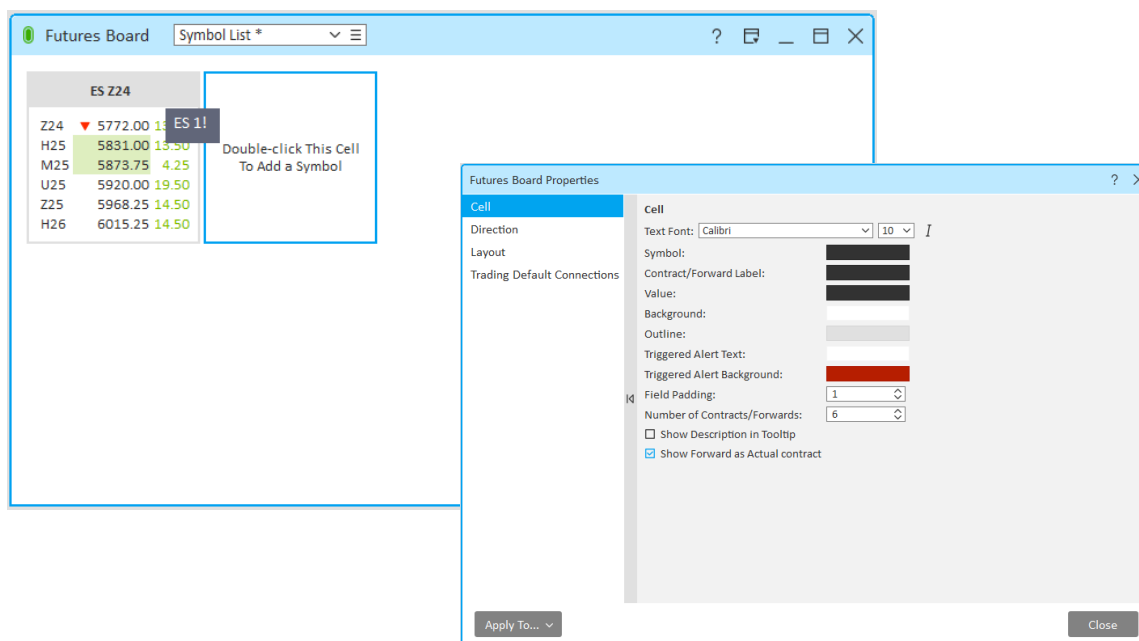 Futures Board
Symbol List *
?
ES Z24
Z24 ▼ 5772.00
ES 1!
H25 5831.00 13.50
M25 5873.75 4.25
U25 5920.00 19.50
Z25 5968.25 14.50
H26 6015.25 14.50
Double-click This Cell
To Add a Symbol
Futures Board Properties ?
Cell
Direction
Layout
Trading Default Connections
Cell
Text Font: Calibri 10 I
Symbol:
Contract/Forward Label:
Value:
Background:
Outline:
Triggered Alert Text:
Triggered Alert Background:
Field Padding: 1
Number of Contracts/Forwards: 6
Show Description in Tooltip
Show Forward as Actual contract
Apply To...
Close